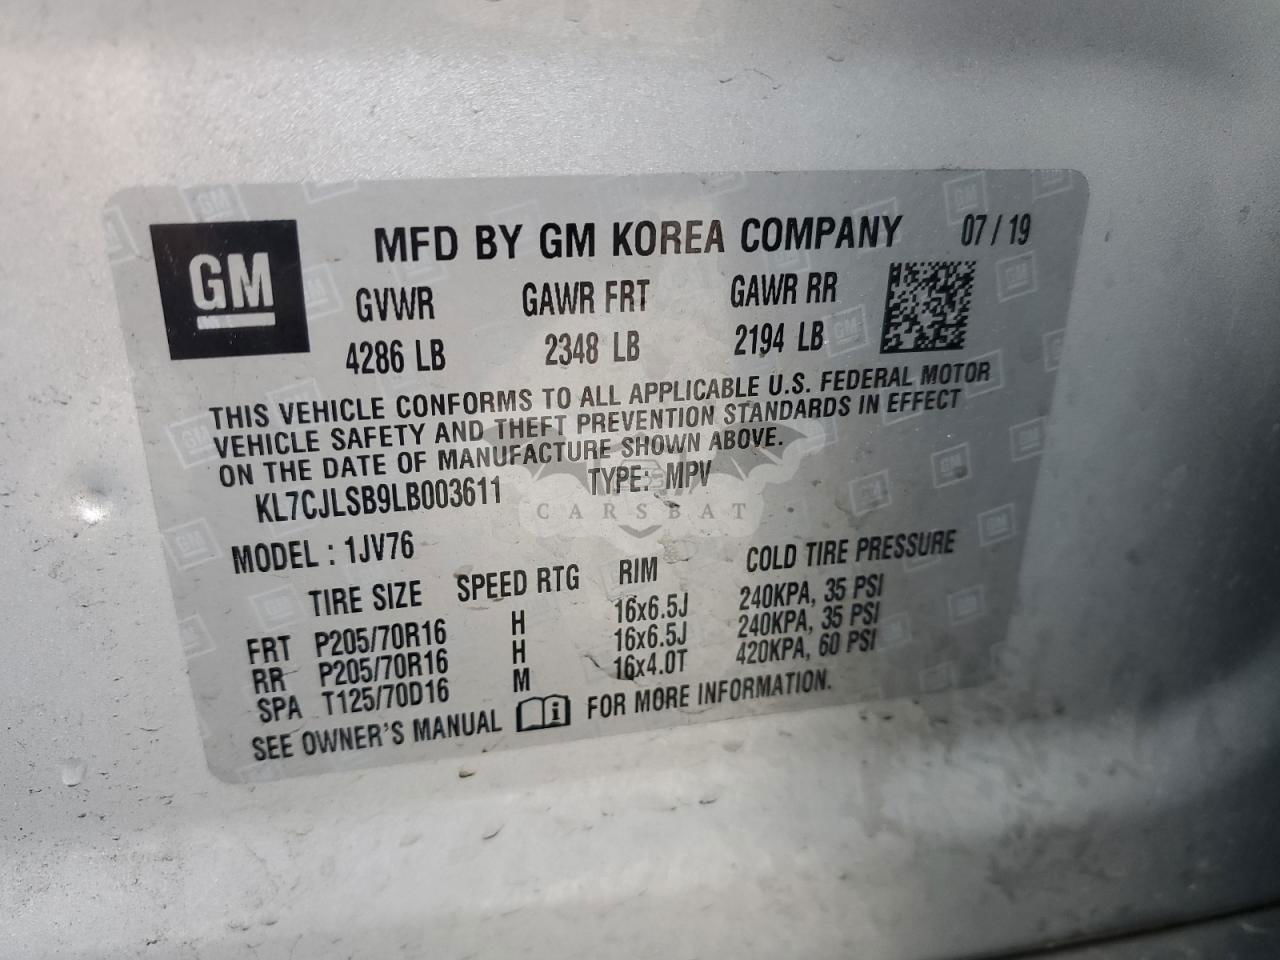 GM
MFD BY GM KOREA COMPANY 07 / 19
GVWR GAWR FRT GAWR RR
4286 LB 2348 LB 2194 LB
THIS VEHICLE CONFORMS TO ALL APPLICABLE U.S. FEDERAL MOTOR
VEHICLE SAFETY AND THEFT PREVENTION STANDARDS IN EFFECT
ON THE DATE OF MANUFACTURE SHOWN ABOVE.
KL7CJLSB9LB003611 TYPE: MPV
CARSBAT
MODEL : 1JV76
TIRE SIZE SPEED RTG RIM COLD TIRE PRESSURE
FRT P205/70R16 H 16x6.5J 240KPA, 35 PSI
RR P205/70R16 H 16x6.5J 240KPA, 35 PSI
SPA T125/70D16 M 16x4.0T 420KPA, 60 PSI
SEE OWNER'S MANUAL i FOR MORE INFORMATION.